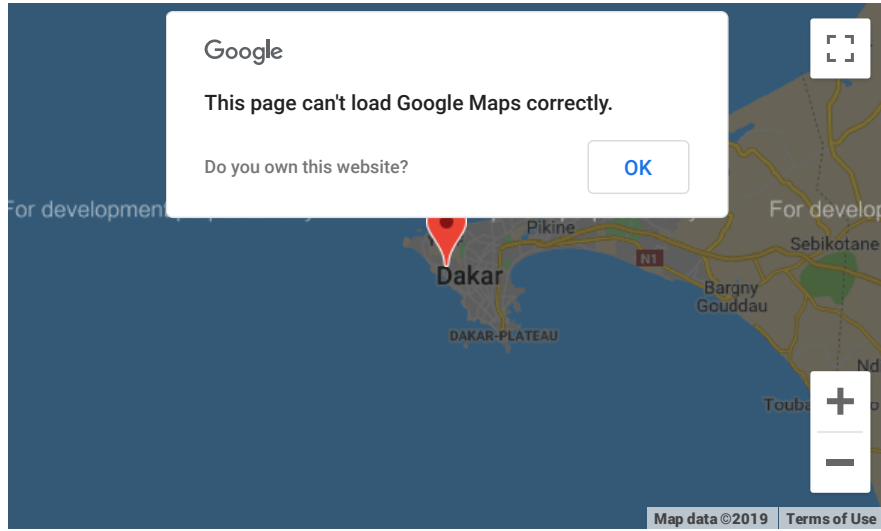 Google
This page can't load Google Maps correctly.
Do you own this website?
OK
For development
For develop
Pikine
N1
Sebikotane
Dakar
Bargny
Gouddau
DAKAR-PLATEAU
Nd
Touba
Map data ©2019
Terms of Use